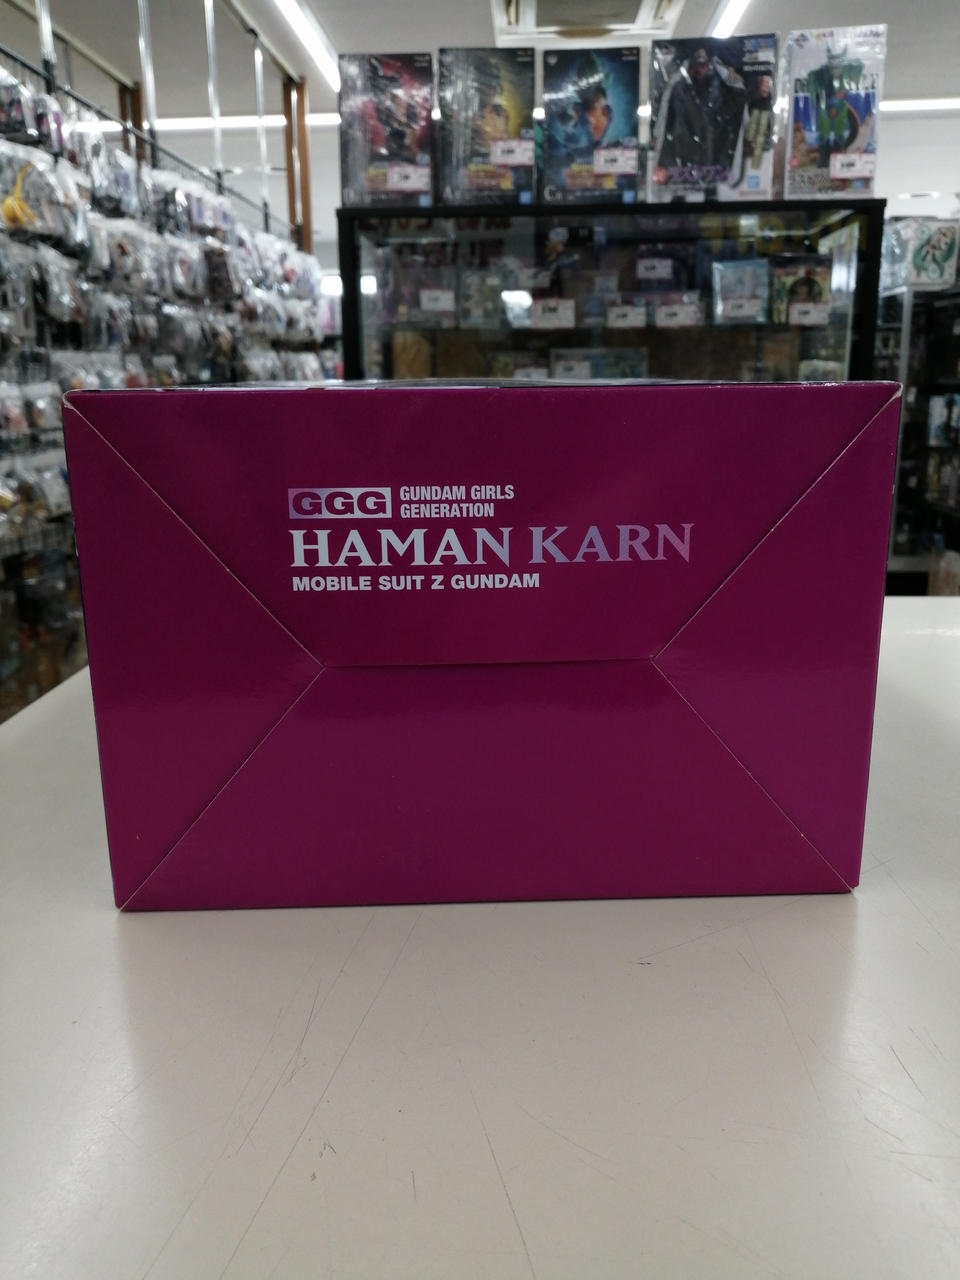 GGG GUNDAM GIRLS
GENERATION
HAMAN KARN
MOBILE SUIT Z GUNDAM